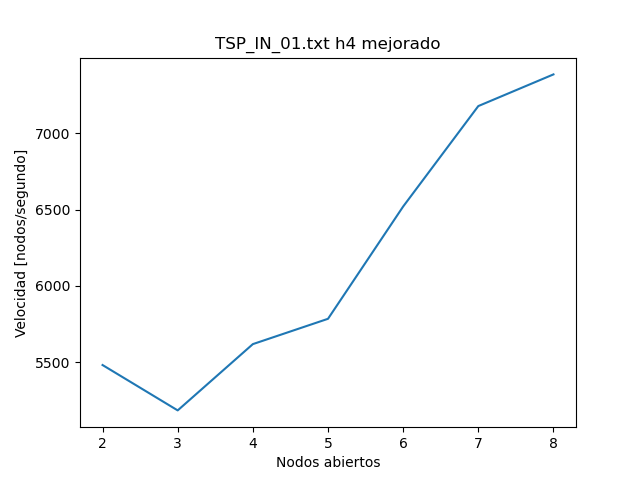 TSP_IN_01.txt h4 mejorado
Velocidad [nodos/segundo]
7000
6500
6000
5500
2 3 4 5 6 7 8
Nodos abiertos